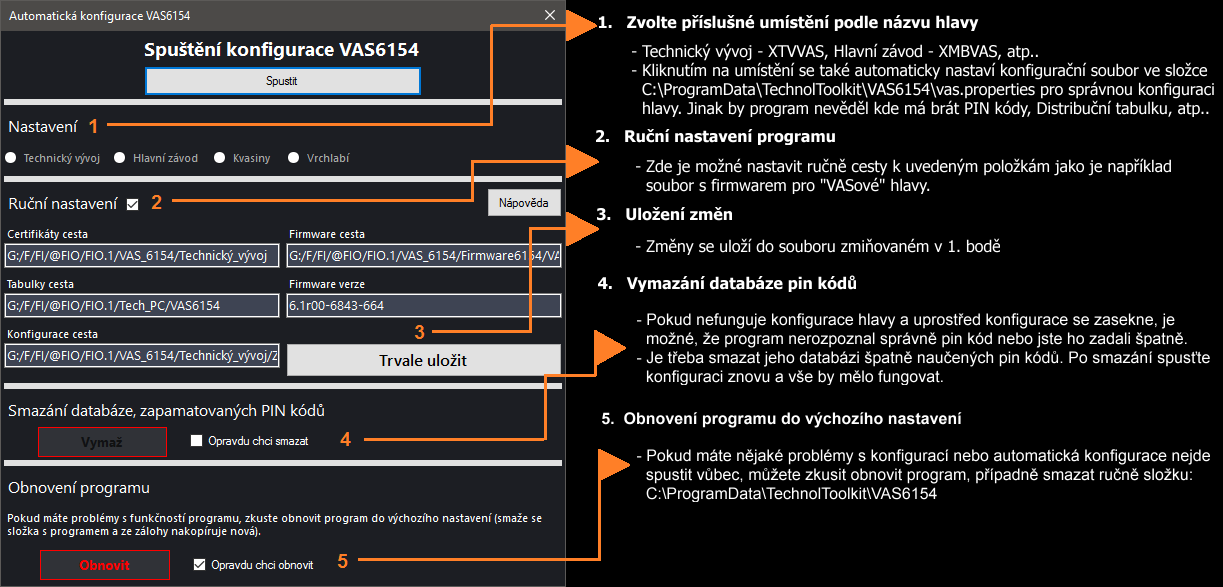 Automatická konfigurace VAS6154
Spuštění konfigurace VAS6154
Spustit
Nastavení 1
Technický vývoj Hlavní závod Kvasiny Vrchlabí
Ruční nastavení 2
Nápověda
Certifikáty cesta
Firmware cesta
G:/F/FI/@FIO/FIO.1/VAS_6154/Technický_vývoj
G:/F/FI/@FIO/FIO.1/VAS_6154/Firmware6154/VA
Tabulky cesta
Firmware verze
G:/F/FI/@FIO/FIO.1/Tech_PC/VAS6154
6.1r00-6843-664
Konfigurace cesta
3
G:/F/FI/@FIO/FIO.1/VAS_6154/Technický_vývoj/Z
Trvale uložit
Smazání databáze, zapamatovaných PIN kódů
Vymaž
Opravdu chci smazat
4
Obnovení programu
Pokud máte problémy s funkčností programu, zkuste obnovit program do výchozího nastavení (smaže se
složka s programem a ze zálohy nakopíruje nová).
Obnovit
Opravdu chci obnovit
5
1. Zvolte příslušné umístění podle názvu hlavy
- Technický vývoj - XTVVAS, Hlavní závod - XMBVAS, atp..
- Kliknutím na umístění se také automaticky nastaví konfigurační soubor ve složce
C:\ProgramData\TechnolToolkit\VAS6154\vas.properties pro správnou konfiguraci
hlavy. Jinak by program nevěděl kde má brát PIN kódy, Distribuční tabulku, atp..
2. Ruční nastavení programu
- Zde je možné nastavit ručně cesty k uvedeným položkám jako je například
soubor s firmwarem pro "VASové" hlavy.
3. Uložení změn
- Změny se uloží do souboru zmiňovaném v 1. bodě
4. Vymazání databáze pin kódů
- Pokud nefunguje konfigurace hlavy a uprostřed konfigurace se zasekne, je
možné, že program nerozpoznal správně pin kód nebo jste ho zadali špatně.
- Je třeba smazat jeho databázi špatně naučených pin kódů. Po smazání spusťte
konfiguraci znovu a vše by mělo fungovat.
5. Obnovení programu do výchozího nastavení
- Pokud máte nějaké problémy s konfigurací nebo automatická konfigurace nejde
spustit vůbec, můžete zkusit obnovit program, případně smazat ručně složku:
C:\ProgramData\TechnolToolkit\VAS6154